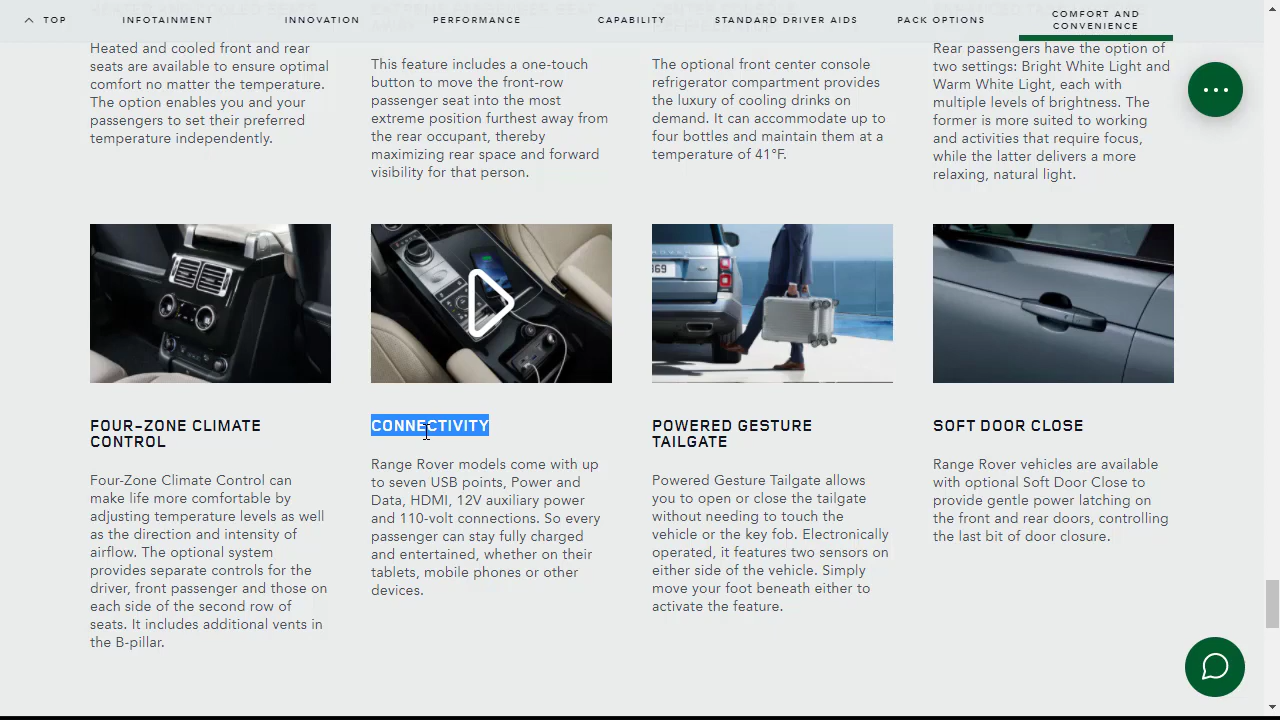 TOP
INFOTAINMENT
INNOVATION
PERFORMANCE
CAPABILITY
STANDARD DRIVER AIDS
PACK OPTIONS
COMFORT AND
CONVENIENCE
Heated and cooled front and rear
seats are available to ensure optimal
comfort no matter the temperature.
The option enables you and your
passengers to set their preferred
temperature independently.
This feature includes a one-touch
button to move the front-row
passenger seat into the most
extreme position furthest away from
the rear occupant, thereby
maximizing rear space and forward
visibility for that person.
The optional front center console
refrigerator compartment provides
the luxury of cooling drinks on
demand. It can accommodate up to
four bottles and maintain them at a
temperature of 41°F.
Rear passengers have the option of
two settings: Bright White Light and
Warm White Light, each with
multiple levels of brightness. The
former is more suited to working
and activities that require focus,
while the latter delivers a more
relaxing, natural light.
FOUR-ZONE CLIMATE
CONTROL
Four-Zone Climate Control can
make life more comfortable by
adjusting temperature levels as well
as the direction and intensity of
airflow. The optional system
provides separate controls for the
driver, front passenger and those on
each side of the second row of
seats. It includes additional vents in
the B-pillar.
CONNECTIVITY
Range Rover models come with up
to seven USB points, Power and
Data, HDMI, 12V auxiliary power
and 110-volt connections. So every
passenger can stay fully charged
and entertained, whether on their
tablets, mobile phones or other
devices.
POWERED GESTURE
TAILGATE
Powered Gesture Tailgate allows
you to open or close the tailgate
without needing to touch the
vehicle or the key fob. Electronically
operated, it features two sensors on
either side of the vehicle. Simply
move your foot beneath either to
activate the feature.
SOFT DOOR CLOSE
Range Rover vehicles are available
with optional Soft Door Close to
provide gentle power latching on
the front and rear doors, controlling
the last bit of door closure.